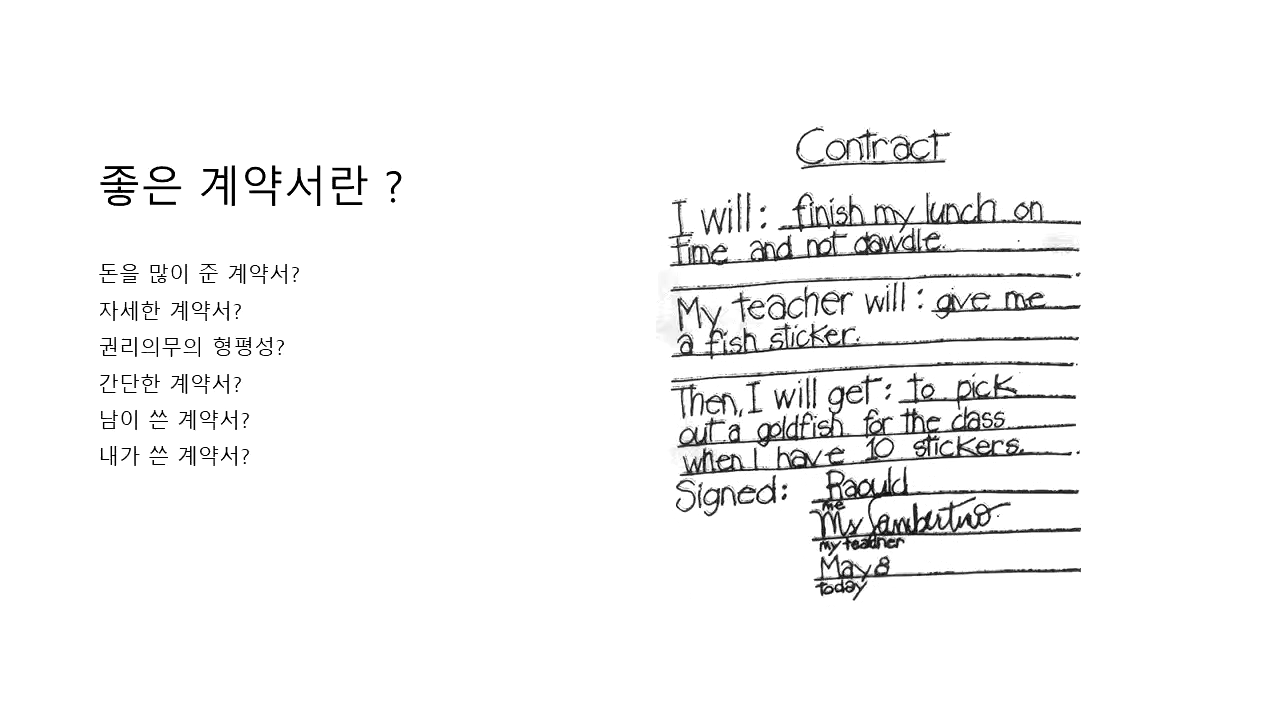 좋은 계약서란 ?
돈을 많이 준 계약서?
자세한 계약서?
권리의무의 형평성?
간단한 계약서?
남이 쓴 계약서?
내가 쓴 계약서?
Contract
I will: finish my lunch on
time and not dawdle.
My teacher will: give me
a fish sticker.
Then, I will get: to pick
out a goldfish for the class
when I have 10 stickers.
Signed: Raould
me
Ms
my teacher
May 8
today